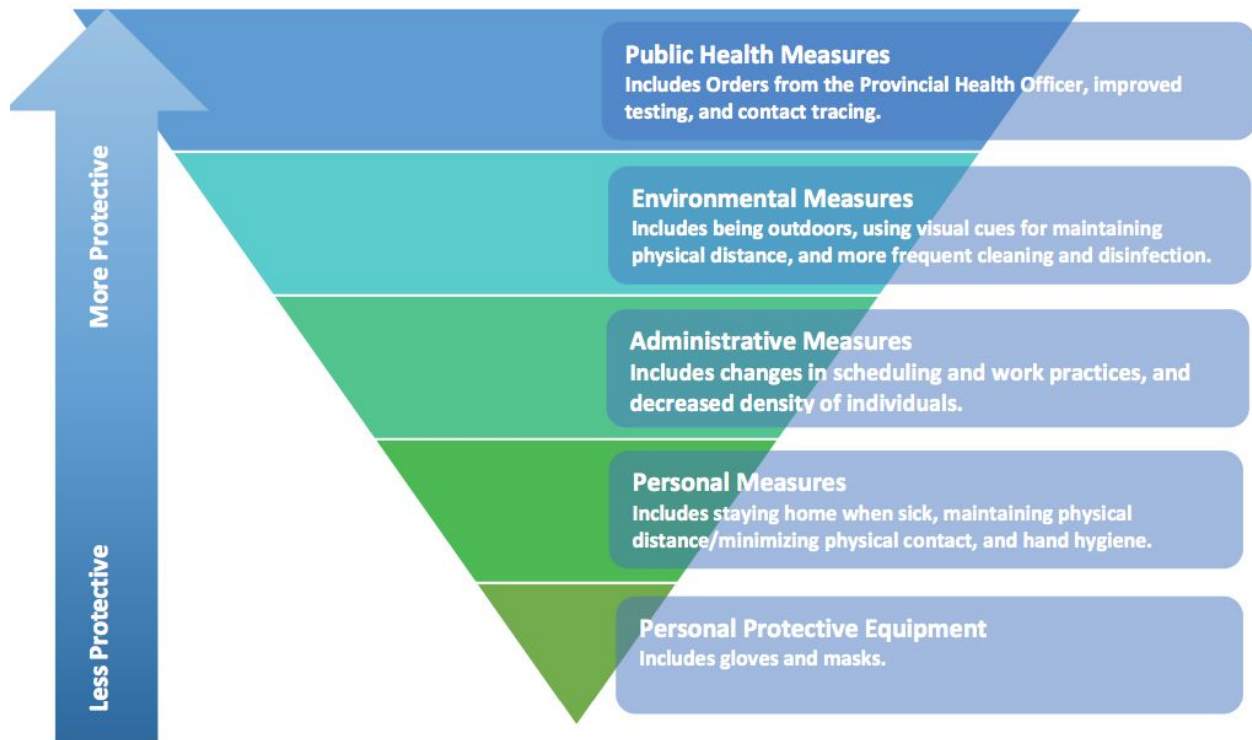 More Protective
Less Protective
Public Health Measures
Includes Orders from the Provincial Health Officer, improved
testing, and contact tracing.
Environmental Measures
Includes being outdoors, using visual cues for maintaining
physical distance, and more frequent cleaning and disinfection.
Administrative Measures
Includes changes in scheduling and work practices, and
decreased density of individuals.
Personal Measures
Includes staying home when sick, maintaining physical
distance/minimizing physical contact, and hand hygiene.
Personal Protective Equipment
Includes gloves and masks.